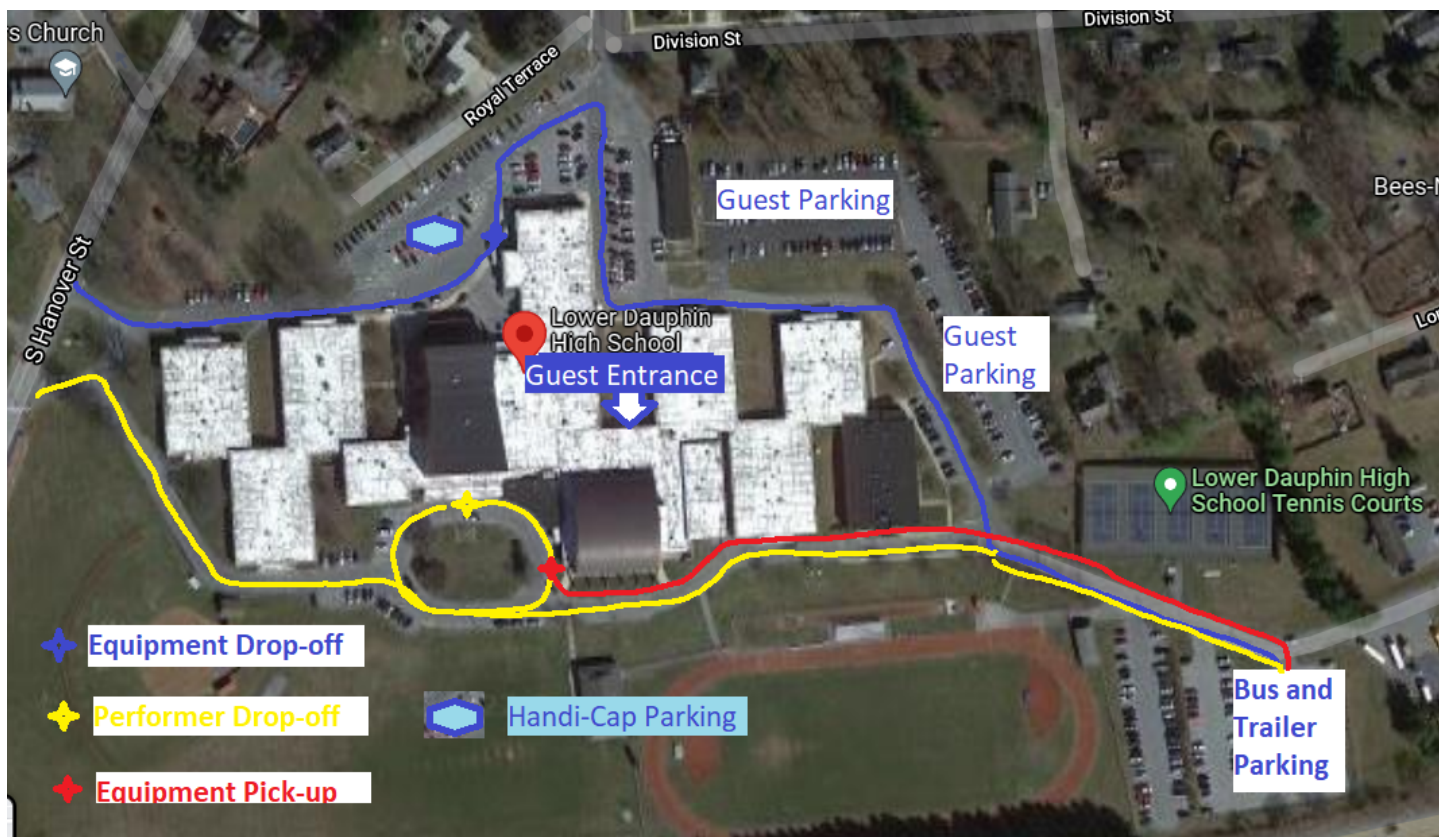 s Church
Division St
Division St
Royal Terrace
Guest Parking
Bees-
S Hanover St
Lower Dauphin
High School
Guest Entrance
Guest
Parking
Lower Dauphin High
School Tennis Courts
Equipment Drop-off
Performer Drop-off
Handi-Cap Parking
Equipment Pick-up
Bus and
Trailer
Parking